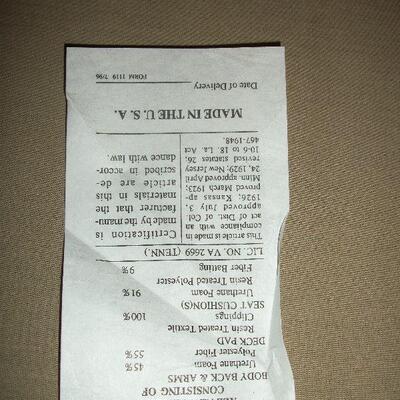 CONSISTING OF
BODY BACK & ARMS
Urethane Foam 45%
Polyester Fiber 55%
DECK PAD
Resin Treated Textile
Clippings 100%
SEAT CUSHION(S)
Urethane Foam 91%
Resin Treated Polyester
Fiber Batting 9%
LIC. NO. VA 2669 (TENN.)
This article is made in
compliance with an
act of Dist. of Col.
approved July 3,
1926; Kansas ap-
proved March 1923;
Minn. approved April
24, 1929; New Jersey
revised statutes 26,
10-6 to 18. La. Act
467-1948.
Certification is
made by the manu-
facturer that the
materials in this
article are de-
scribed in accor-
dance with law.
MADE IN THE U. S. A.
Date of Delivery
FORM 1119 7/96